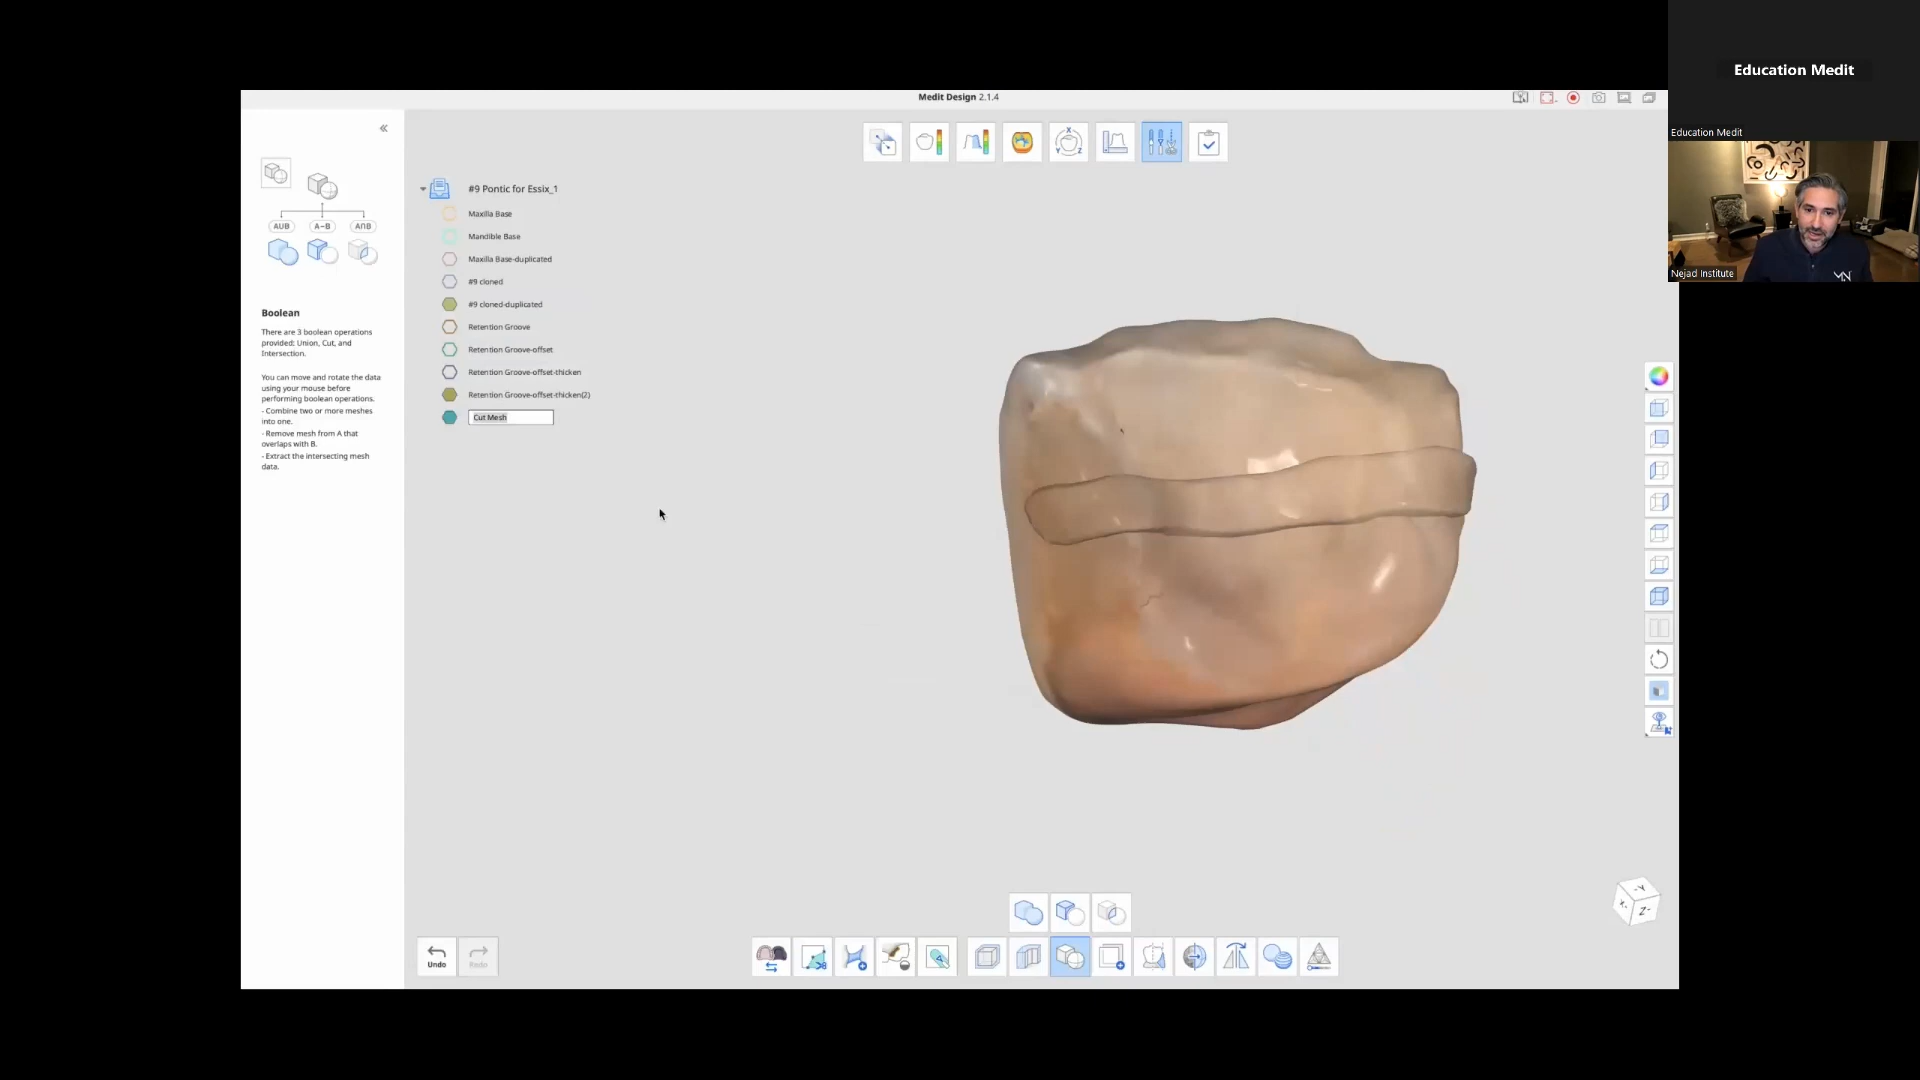 Education Medit
Medit Design 2.1.4
Education Medit
Nejad Institute
#9 Pontic for Essix_1
Maxilla Base
Mandible Base
Maxilla Base-duplicated
#9 cloned
#9 cloned-duplicated
Retention Groove
Retention Groove-offset
Retention Groove-offset-thicken
Retention Groove-offset-thicken(2)
Cut Mesh
AUB
A-B
A∩B
Boolean
There are 3 boolean operations
provided: Union, Cut, and
Intersection.
You can move and rotate the data
using your mouse before
performing boolean operations.
- Combine two or more meshes
into one.
- Remove mesh from A that
overlaps with B.
- Extract the intersecting mesh
data.
X
Y
Z
-Y
X-
Z-
Undo
Redo